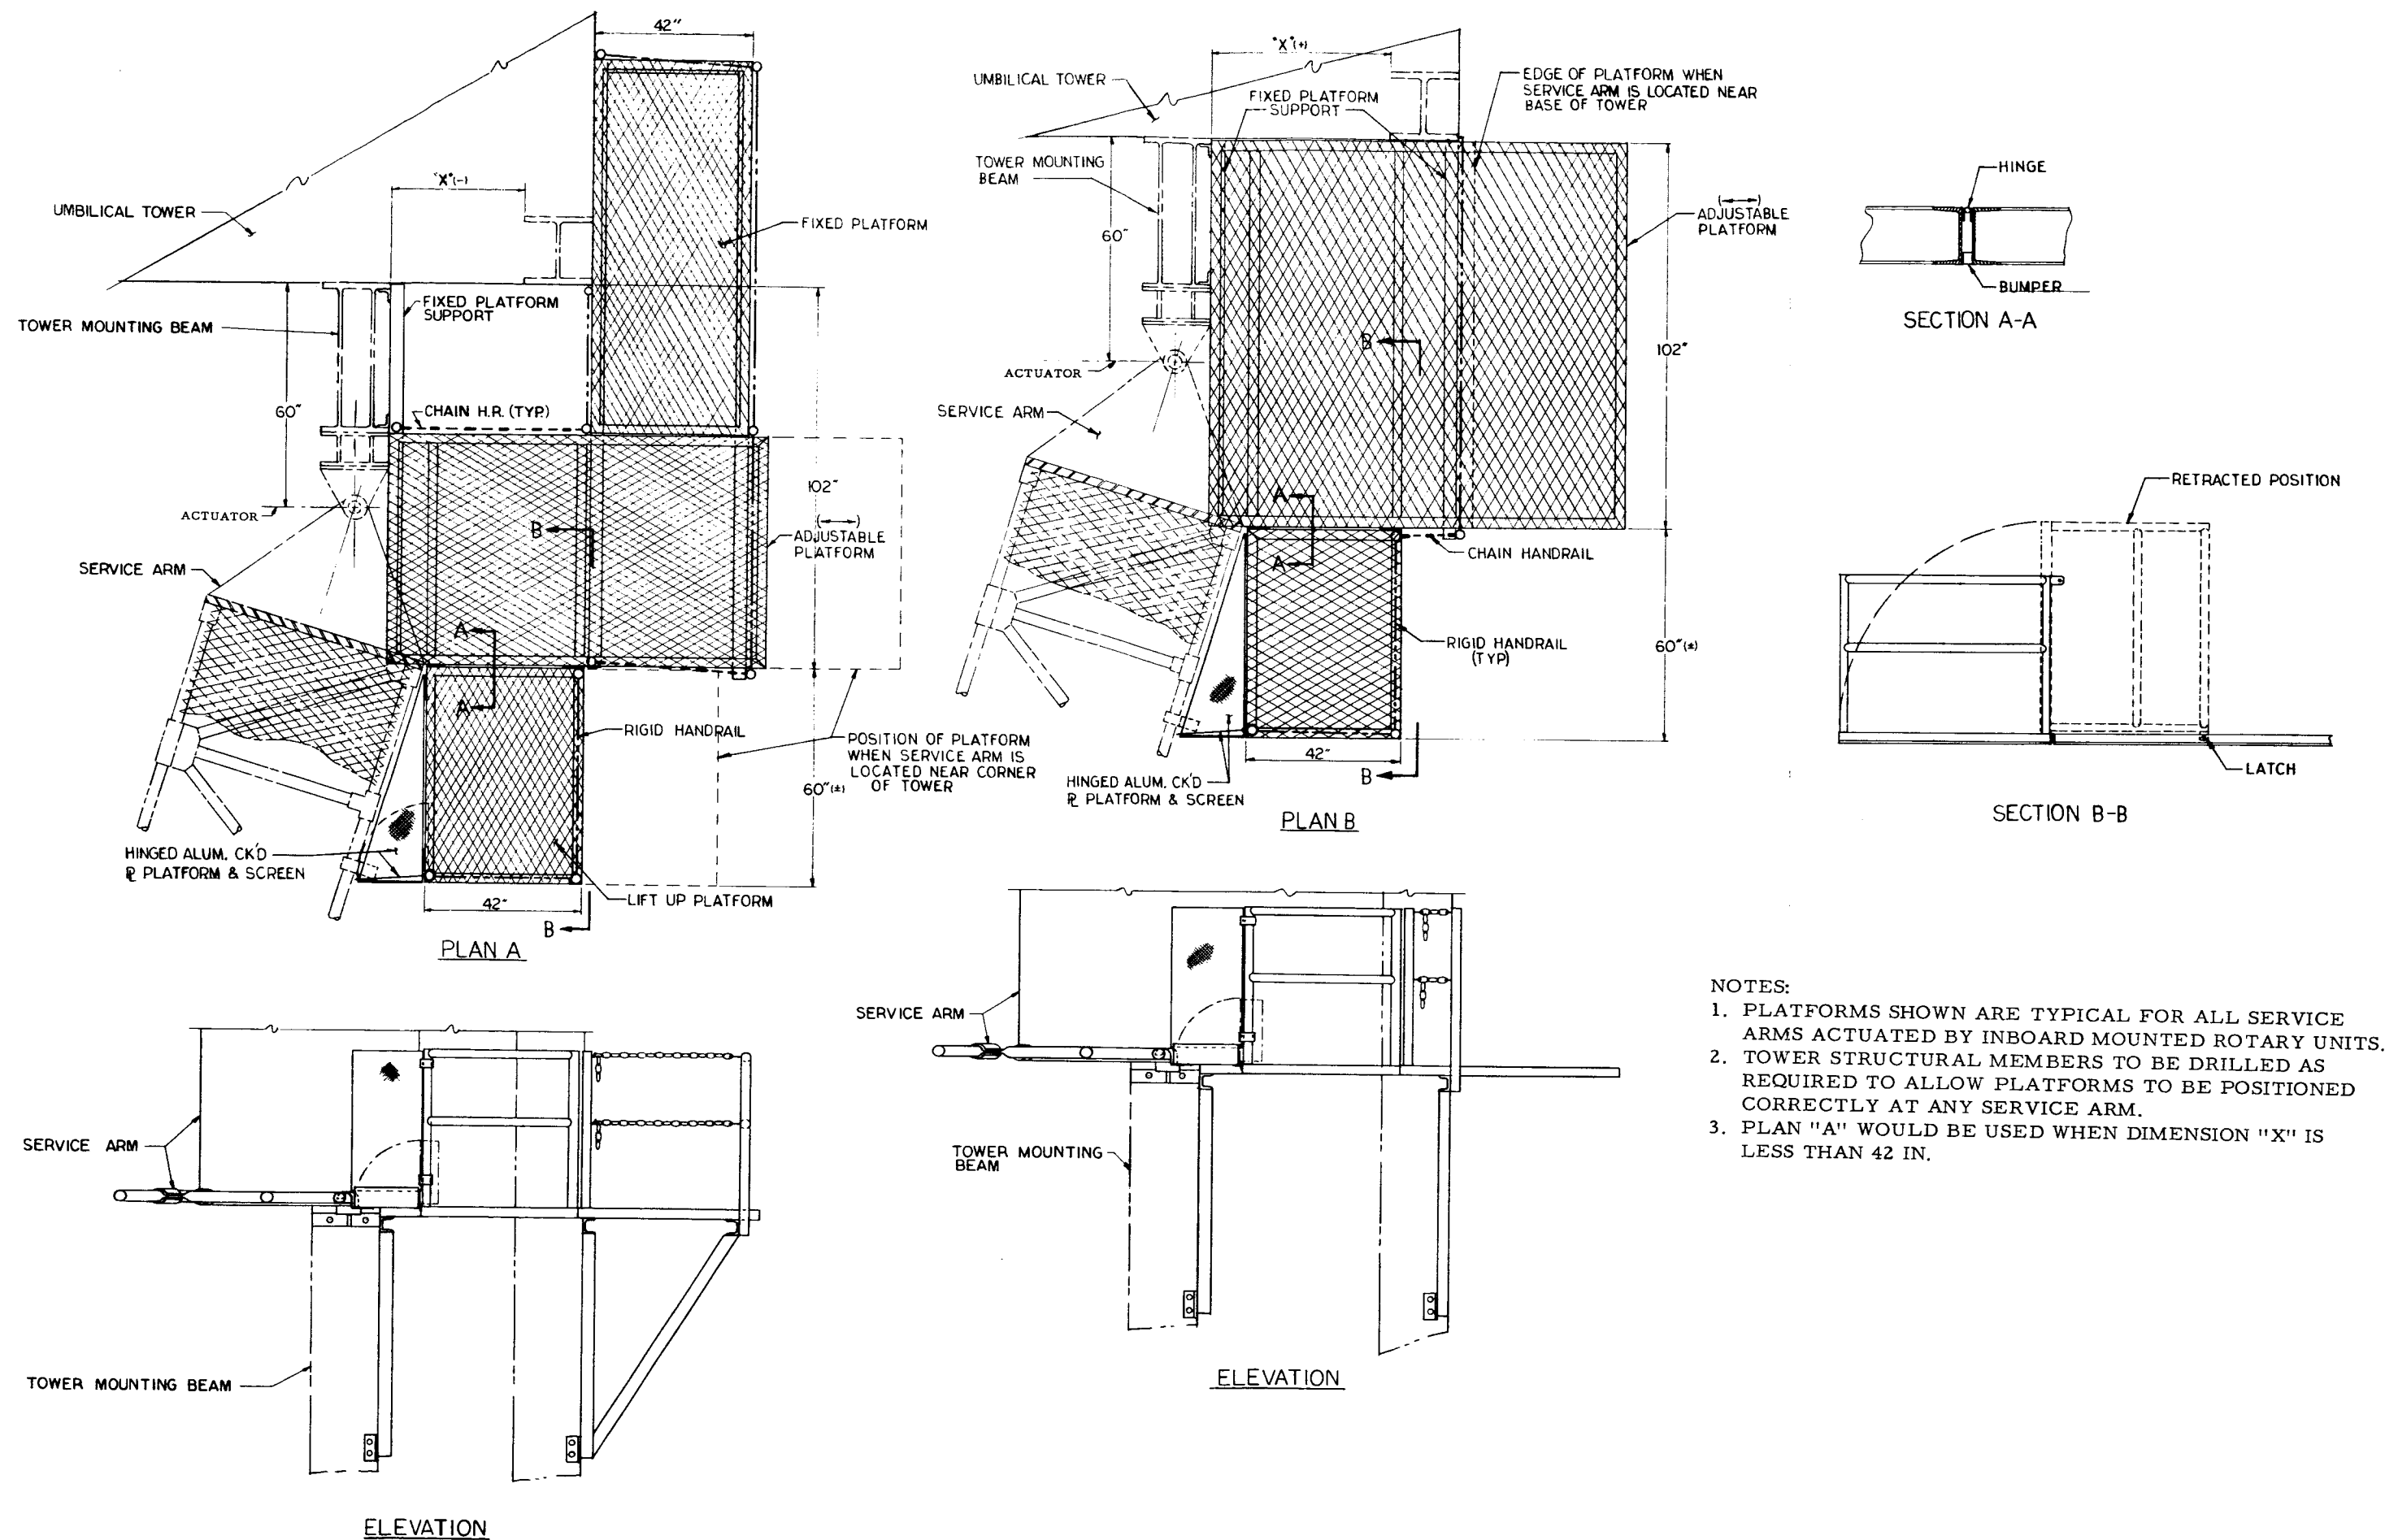 42"
"X"(-)
UMBILICAL TOWER
FIXED PLATFORM
FIXED PLATFORM
SUPPORT
TOWER MOUNTING BEAM
60"
CHAIN H.R. (TYP.)
ACTUATOR
102"
B
ADJUSTABLE
PLATFORM
SERVICE ARM
A
A
RIGID HANDRAIL
POSITION OF PLATFORM
WHEN SERVICE ARM IS
LOCATED NEAR CORNER
OF TOWER
60"(±)
HINGED ALUM. CK'D
PL PLATFORM & SCREEN
LIFT UP PLATFORM
42"
B
PLAN A
SERVICE ARM
TOWER MOUNTING BEAM
ELEVATION
"X"(+)
UMBILICAL TOWER
EDGE OF PLATFORM WHEN
SERVICE ARM IS LOCATED NEAR
BASE OF TOWER
FIXED PLATFORM
SUPPORT
TOWER MOUNTING
BEAM
60"
ADJUSTABLE
PLATFORM
B
102"
ACTUATOR
SERVICE ARM
A
A
CHAIN HANDRAIL
RIGID HANDRAIL
(TYP)
60"(±)
42"
HINGED ALUM. CK'D
PL PLATFORM & SCREEN
B
PLAN B
SERVICE ARM
TOWER MOUNTING
BEAM
ELEVATION
HINGE
BUMPER
SECTION A-A
RETRACTED POSITION
LATCH
SECTION B-B
NOTES:
1. PLATFORMS SHOWN ARE TYPICAL FOR ALL SERVICE
ARMS ACTUATED BY INBOARD MOUNTED ROTARY UNITS.
2. TOWER STRUCTURAL MEMBERS TO BE DRILLED AS
REQUIRED TO ALLOW PLATFORMS TO BE POSITIONED
CORRECTLY AT ANY SERVICE ARM.
3. PLAN "A" WOULD BE USED WHEN DIMENSION "X" IS
LESS THAN 42 IN.